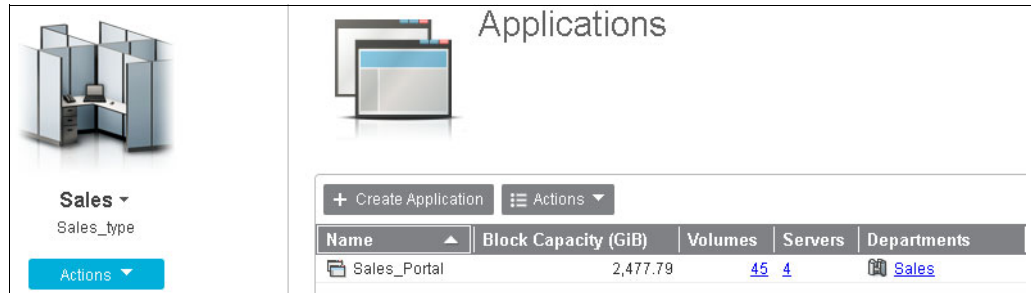 Applications
Sales
Sales_type
Actions
+ Create Application Actions
Name Block Capacity (GiB) Volumes Servers Departments
Sales_Portal 2,477.79 45 4 Sales